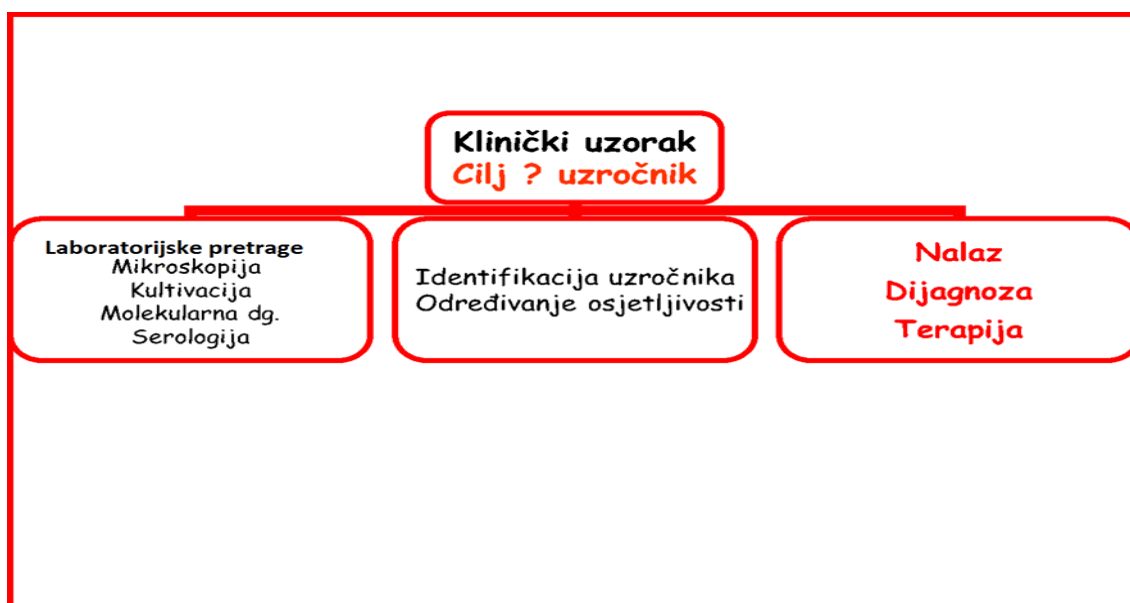 Klinički uzorak
Cilj ? uzročnik
Laboratorijske pretrage
Mikroskopija
Kultivacija
Molekularna dg.
Serologija
Identifikacija uzročnika
Određivanje osjetljivosti
Nalaz
Dijagnoza
Terapija